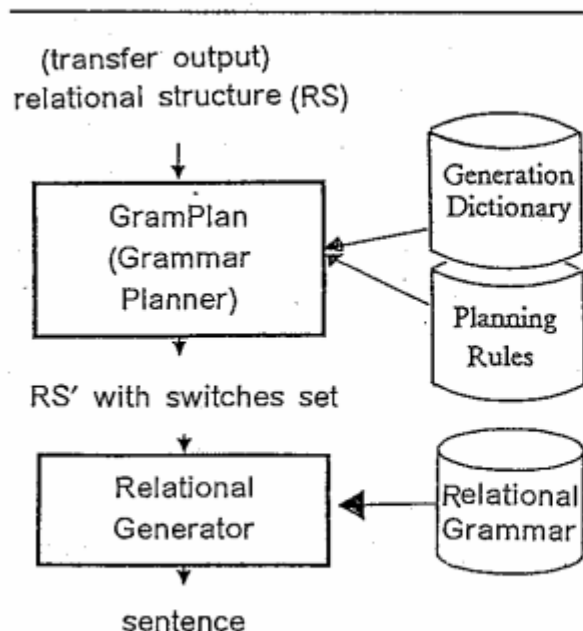 (transfer output)
relational structure (RS)
Generation
Dictionary
GramPlan
(Grammar
Planner)
Planning
Rules
RS′ with switches set
Relational
Generator
Relational
Grammar
sentence